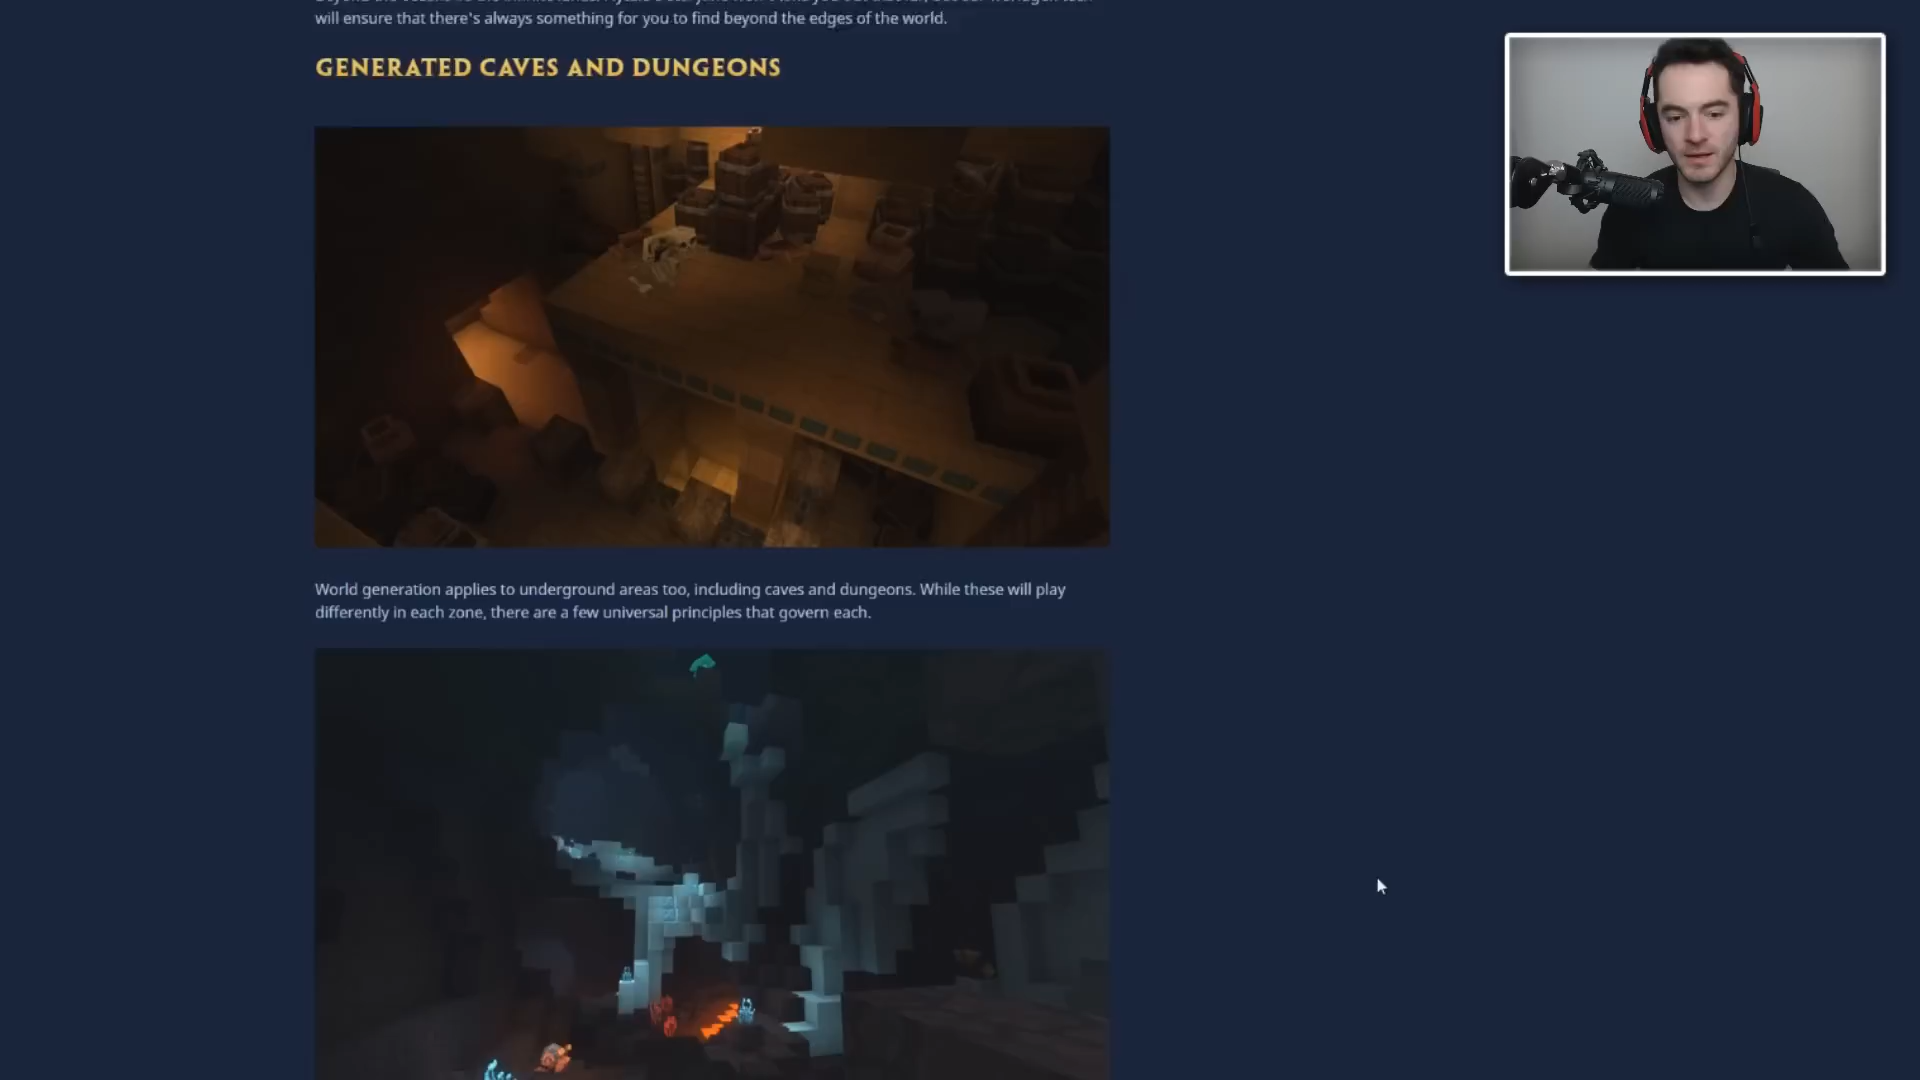 will ensure that there's always something for you to find beyond the edges of the world.
GENERATED CAVES AND DUNGEONS
World generation applies to underground areas too, including caves and dungeons. While these will play
differently in each zone, there are a few universal principles that govern each.